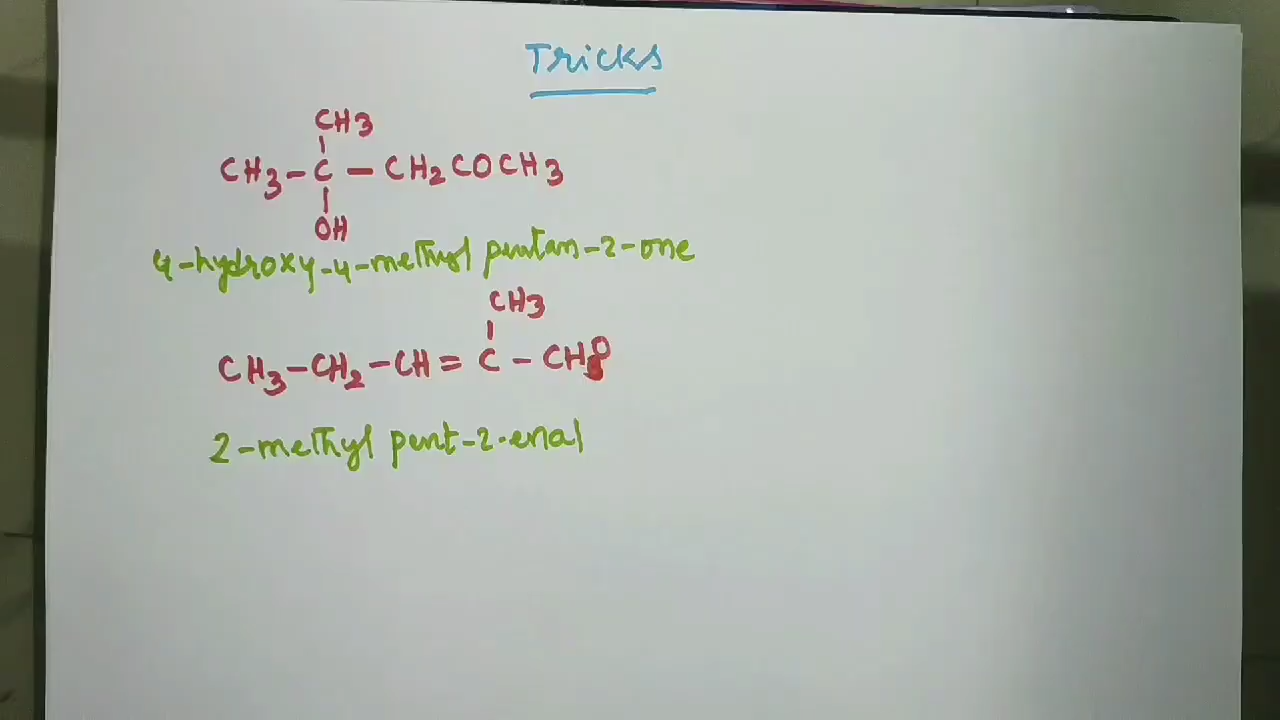 Tricks
CH3
CH3-C-CH2COCH3
OH
4-hydroxy-4-methyl pentan-2-one
CH3
CH3-CH2-CH=C-CHO
2-methyl pent-2-enal